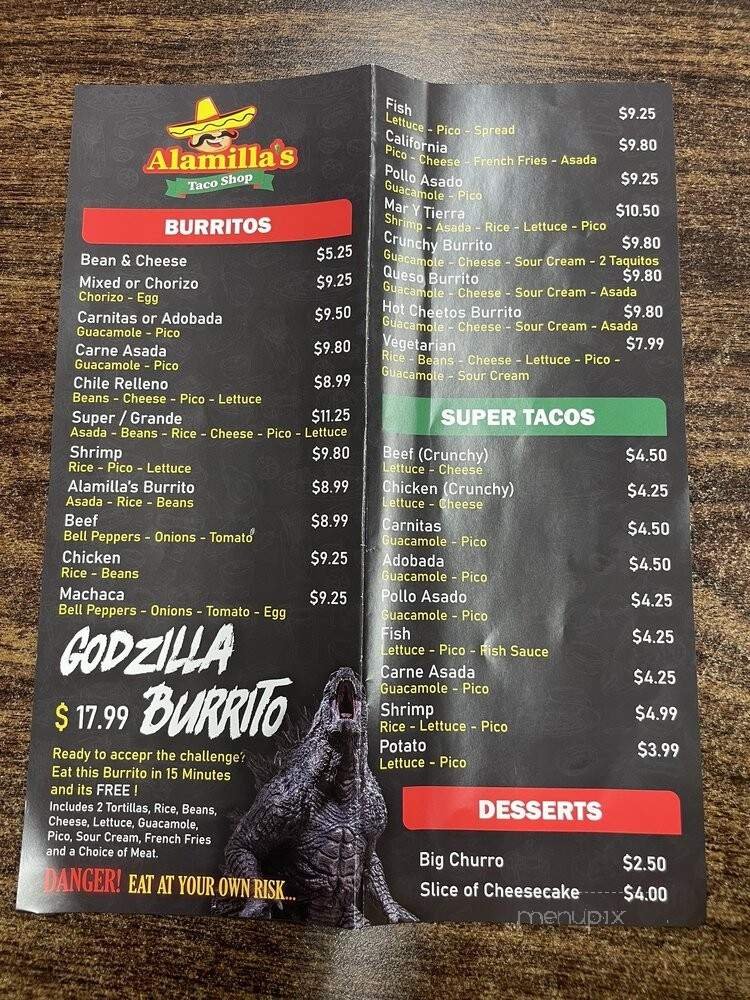 Alamilla's
Taco Shop
BURRITOS
Bean & Cheese $5.25
Mixed or Chorizo $9.25
Chorizo - Egg
Carnitas or Adobada $9.50
Guacamole - Pico
Carne Asada $9.80
Guacamole - Pico
Chile Relleno $8.99
Beans - Cheese - Pico - Lettuce
Super / Grande $11.25
Asada - Beans - Rice - Cheese - Pico - Lettuce
Shrimp $9.80
Rice - Pico - Lettuce
Alamilla's Burrito $8.99
Asada - Rice - Beans
Beef $8.99
Bell Peppers - Onions - Tomato
Chicken $9.25
Rice - Beans
Machaca $9.25
Bell Peppers - Onions - Tomato - Egg
GODZILLA
$ 17.99 BURRITO
Ready to accepr the challenge?
Eat this Burrito in 15 Minutes
and its FREE !
Includes 2 Tortillas, Rice, Beans,
Cheese, Lettuce, Guacamole,
Pico, Sour Cream, French Fries
and a Choice of Meat.
DANGER! EAT AT YOUR OWN RISK...
Fish $9.25
Lettuce - Pico - Spread
California $9.80
Pico - Cheese - French Fries - Asada
Pollo Asado $9.25
Guacamole - Pico
Mar Y Tierra $10.50
Shrimp - Asada - Rice - Lettuce - Pico
Crunchy Burrito $9.80
Guacamole - Cheese - Sour Cream - 2 Taquitos
Queso Burrito $9.80
Guacamole - Cheese - Sour Cream - Asada
Hot Cheetos Burrito $9.80
Guacamole - Cheese - Sour Cream - Asada
Vegetarian $7.99
Rice - Beans - Cheese - Lettuce - Pico -
Guacamole - Sour Cream
SUPER TACOS
Beef (Crunchy) $4.50
Lettuce - Cheese
Chicken (Crunchy) $4.25
Lettuce - Cheese
Carnitas $4.50
Guacamole - Pico
Adobada $4.50
Guacamole - Pico
Pollo Asado $4.25
Guacamole - Pico
Fish $4.25
Lettuce - Pico - Fish Sauce
Carne Asada $4.25
Guacamole - Pico
Shrimp $4.99
Rice - Lettuce - Pico
Potato $3.99
Lettuce - Pico
DESSERTS
Big Churro $2.50
Slice of Cheesecake $4.00
menupix